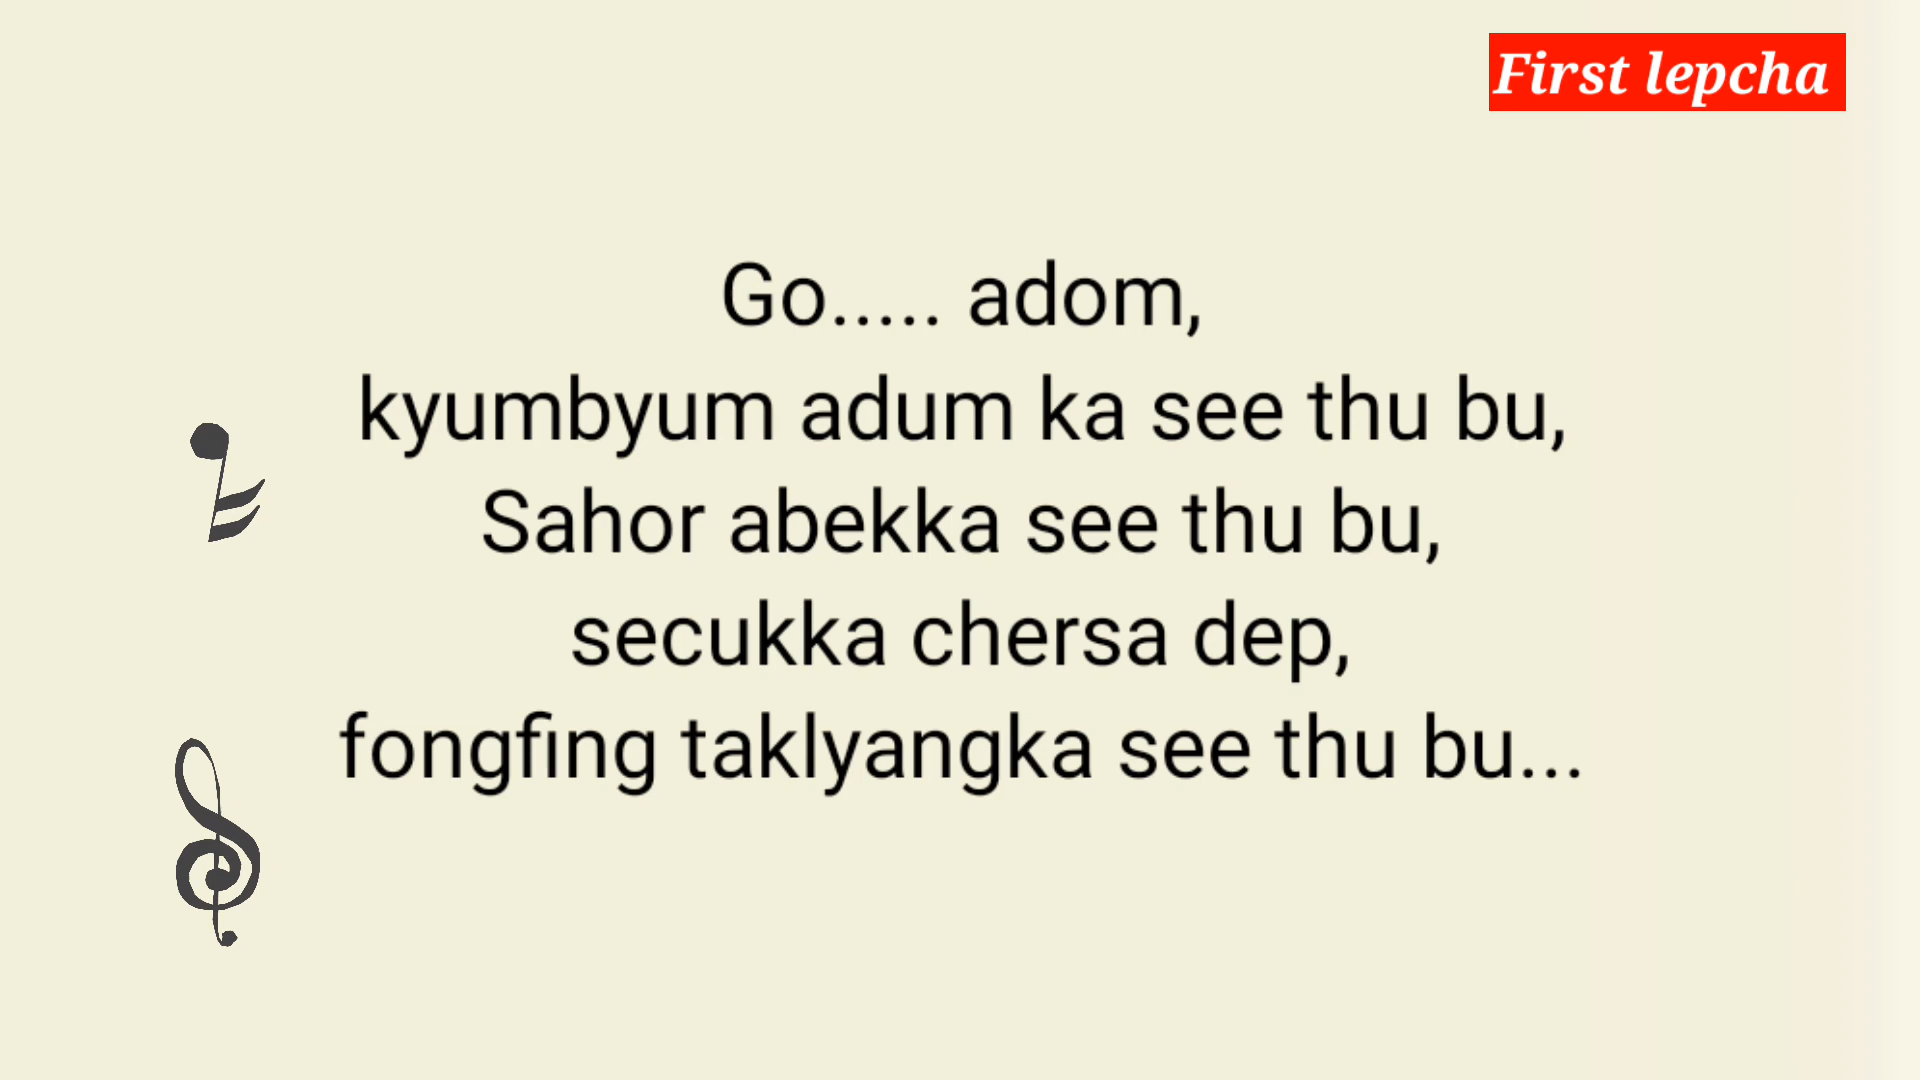 First lepcha
Go..... adom,
kyumbyum adum ka see thu bu,
Sahor abekka see thu bu,
secukka chersa dep,
fongfing taklyangka see thu bu...